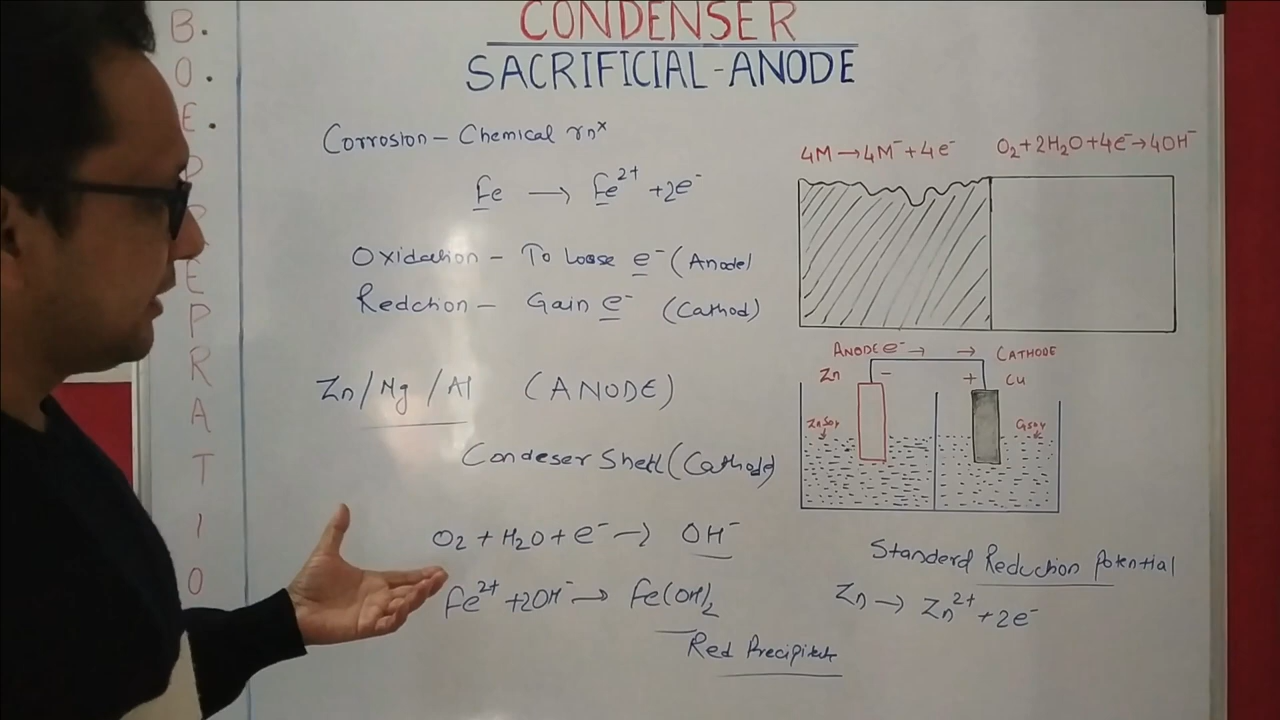 B.
O.
E.
P
R
E
P
R
A
T
I
O
CONDENSER
SACRIFICIAL-ANODE
Corrosion – Chemical rnˣ
Fe → Fe²⁺ + 2e⁻
Oxidation – To Loose e⁻ (Anode)
Redction – Gain e⁻ (Cathod)
Zn/Mg/Al (ANODE)
Condeser Shell (Cathode)
O₂ + H₂O + e⁻ → OH⁻
Fe²⁺ + 2OH⁻ → Fe(OH)₂
Red Precipitate
4M → 4M⁻ + 4e⁻
O₂ + 2H₂O + 4e⁻ → 4OH⁻
ANODE e⁻ → → CATHODE
Zn – + Cu
ZnSO₄ CuSO₄
Standerd Reduction Potential
Zn → Zn²⁺ + 2e⁻